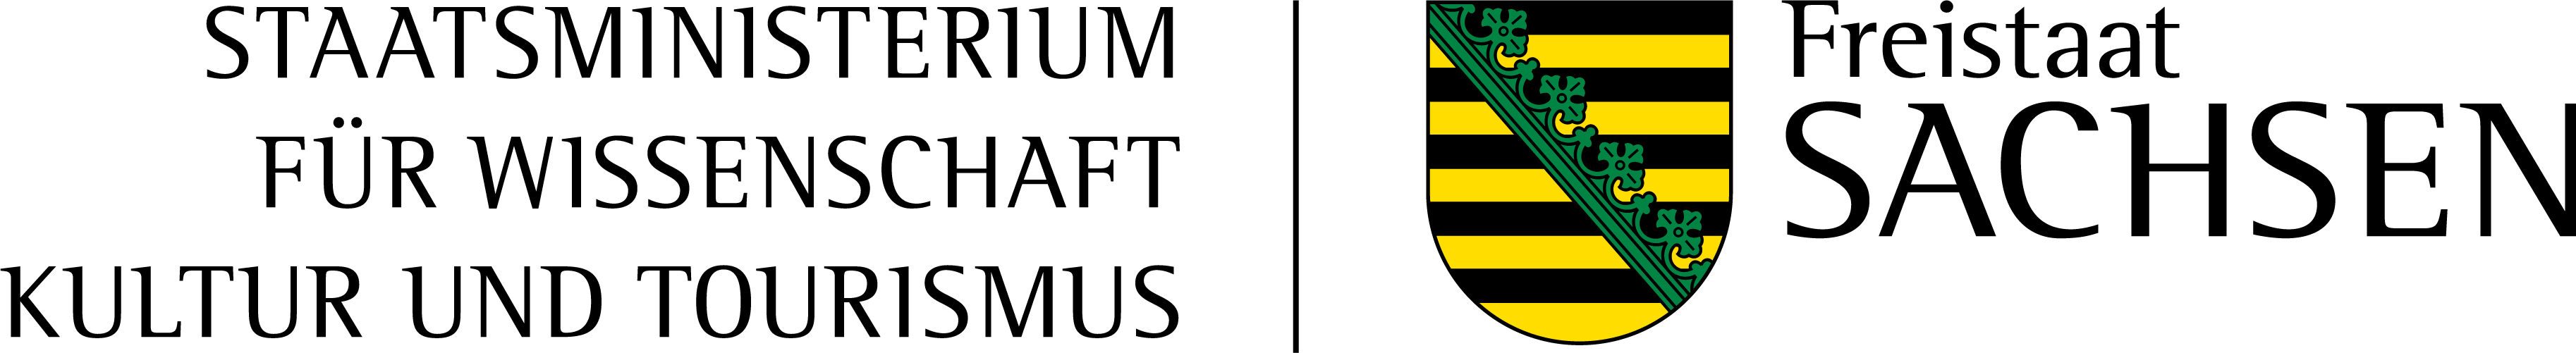 STAATSMINISTERIUM
FÜR WISSENSCHAFT
KULTUR UND TOURISMUS
Freistaat
SACHSEN